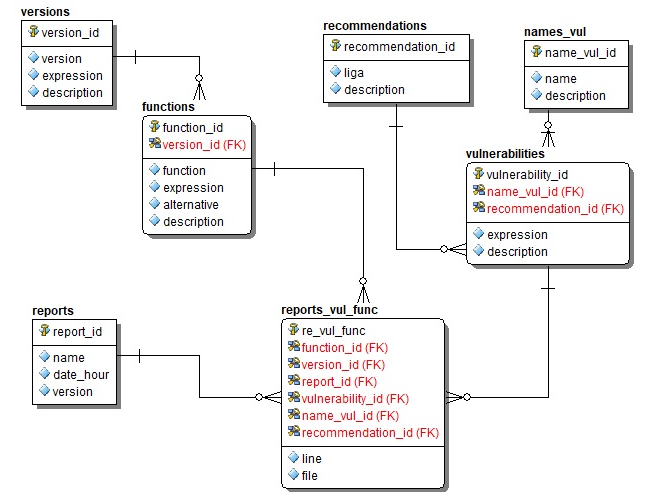 versions
version_id
version
expression
description
recommendations
recommendation_id
liga
description
names_vul
name_vul_id
name
description
functions
function_id
version_id (FK)
function
expression
alternative
description
vulnerabilities
vulnerability_id
name_vul_id (FK)
recommendation_id (FK)
expression
description
reports
report_id
name
date_hour
version
reports_vul_func
re_vul_func
function_id (FK)
version_id (FK)
report_id (FK)
vulnerability_id (FK)
name_vul_id (FK)
recommendation_id (FK)
line
file